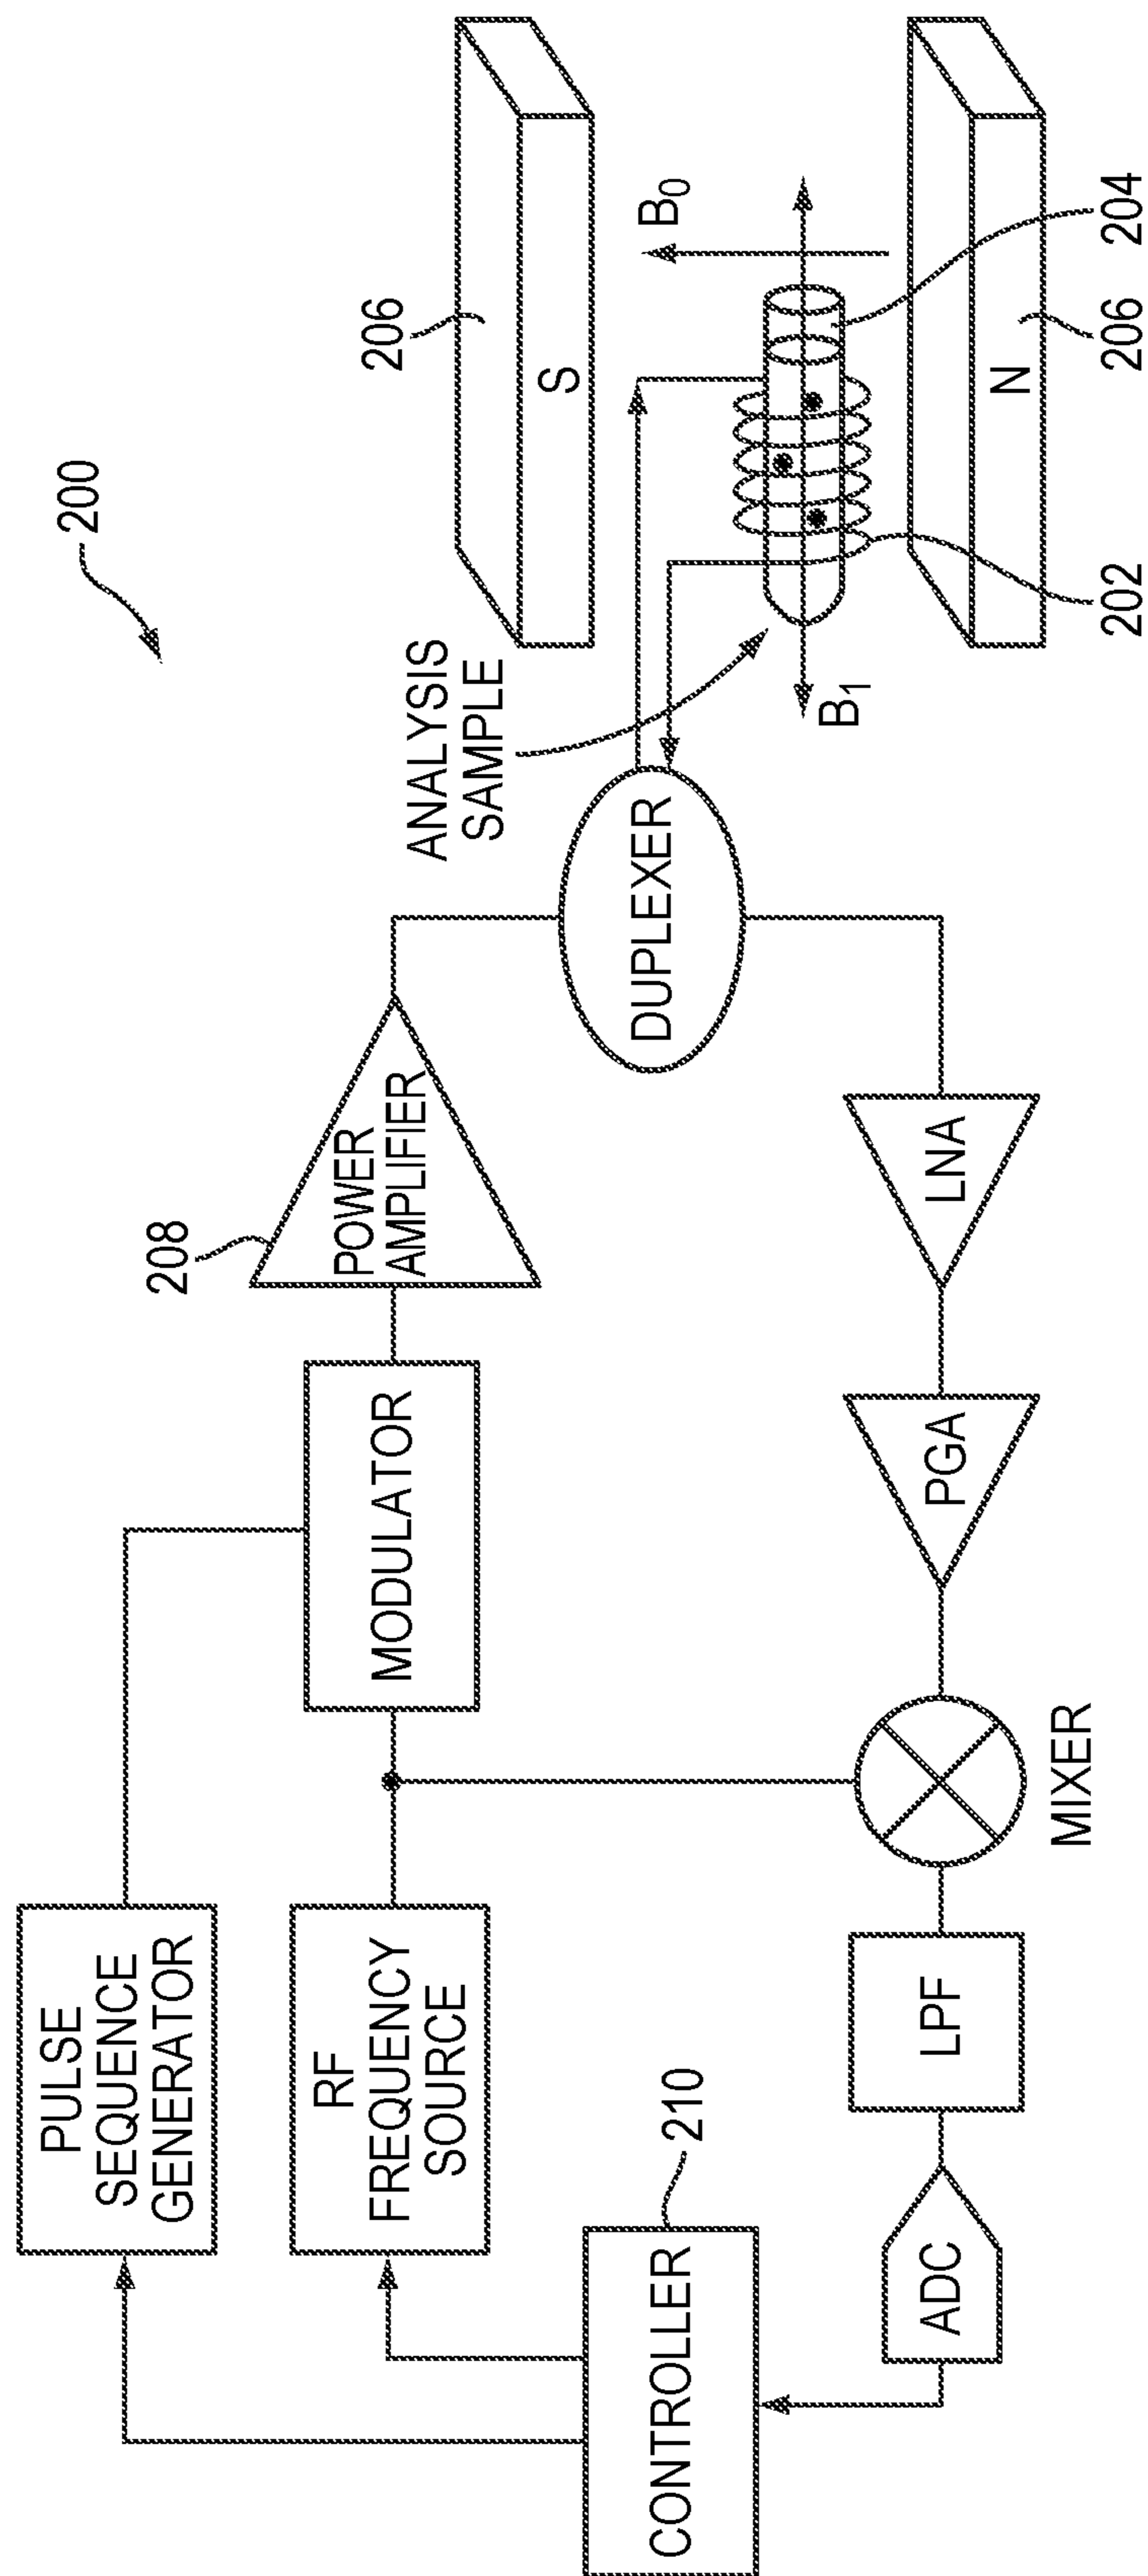 200
PULSE
SEQUENCE
GENERATOR
RF
FREQUENCY
SOURCE
MODULATOR
208
POWER
AMPLIFIER
ANALYSIS
SAMPLE
206
S
DUPLEXER
B0
B1
202
204
206
N
CONTROLLER
210
ADC
LPF
MIXER
PGA
LNA